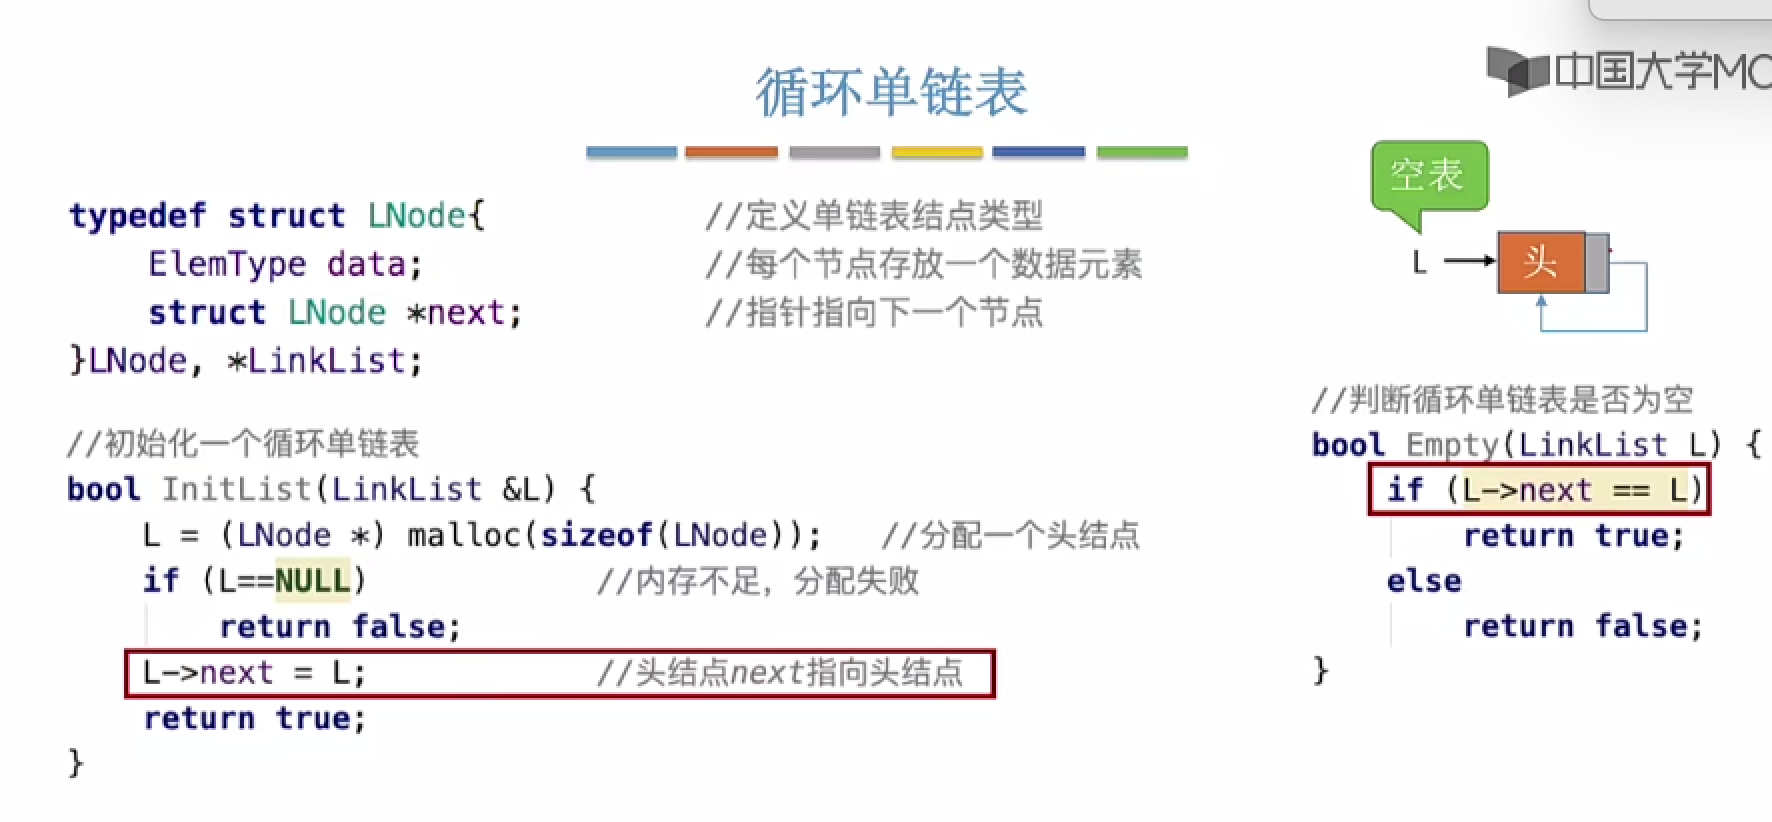 循环单链表
中国大学MO
typedef struct LNode{ //定义单链表结点类型
ElemType data; //每个节点存放一个数据元素
struct LNode *next; //指针指向下一个节点
}LNode, *LinkList;
//初始化一个循环单链表
bool InitList(LinkList &L) {
L = (LNode *) malloc(sizeof(LNode)); //分配一个头结点
if (L==NULL) //内存不足，分配失败
return false;
L->next = L; //头结点next指向头结点
return true;
}
空表
L
头
//判断循环单链表是否为空
bool Empty(LinkList L) {
if (L->next == L)
return true;
else
return false;
}